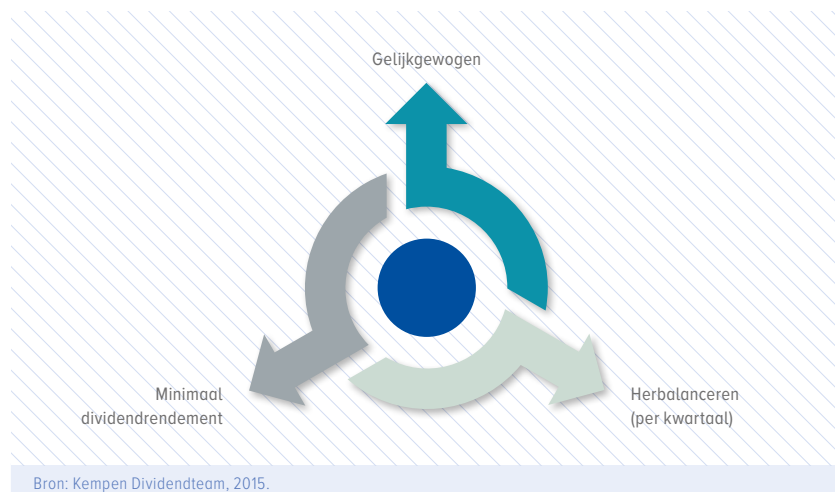 Gelijkgewogen
Minimaal
dividendrendement
Herbalanceren
(per kwartaal)
Bron: Kempen Dividendteam, 2015.